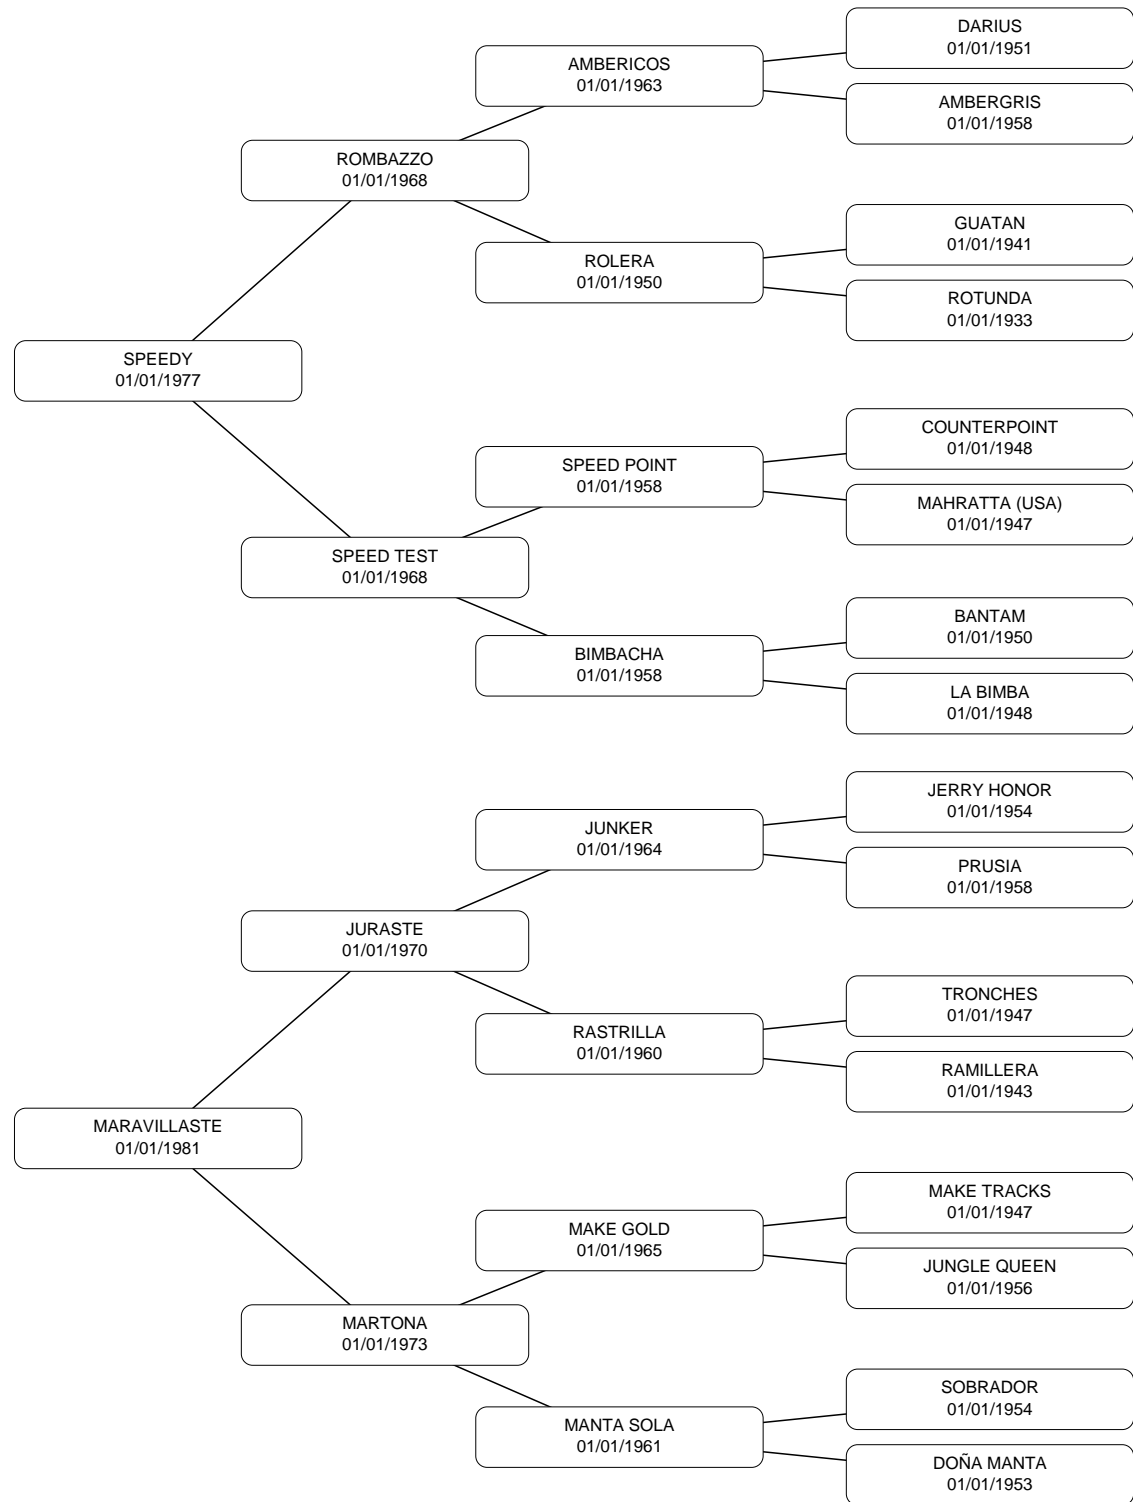 DARIUS
01/01/1951
AMBERICOS
01/01/1963
AMBERGRIS
01/01/1958
ROMBAZZO
01/01/1968
GUATAN
01/01/1941
ROLERA
01/01/1950
ROTUNDA
01/01/1933
SPEEDY
01/01/1977
COUNTERPOINT
01/01/1948
SPEED POINT
01/01/1958
MAHRATTA (USA)
01/01/1947
SPEED TEST
01/01/1968
BANTAM
01/01/1950
BIMBACHA
01/01/1958
LA BIMBA
01/01/1948
JERRY HONOR
01/01/1954
JUNKER
01/01/1964
PRUSIA
01/01/1958
JURASTE
01/01/1970
TRONCHES
01/01/1947
RASTRILLA
01/01/1960
RAMILLERA
01/01/1943
MARAVILLASTE
01/01/1981
MAKE TRACKS
01/01/1947
MAKE GOLD
01/01/1965
JUNGLE QUEEN
01/01/1956
MARTONA
01/01/1973
SOBRADOR
01/01/1954
MANTA SOLA
01/01/1961
DOÑA MANTA
01/01/1953